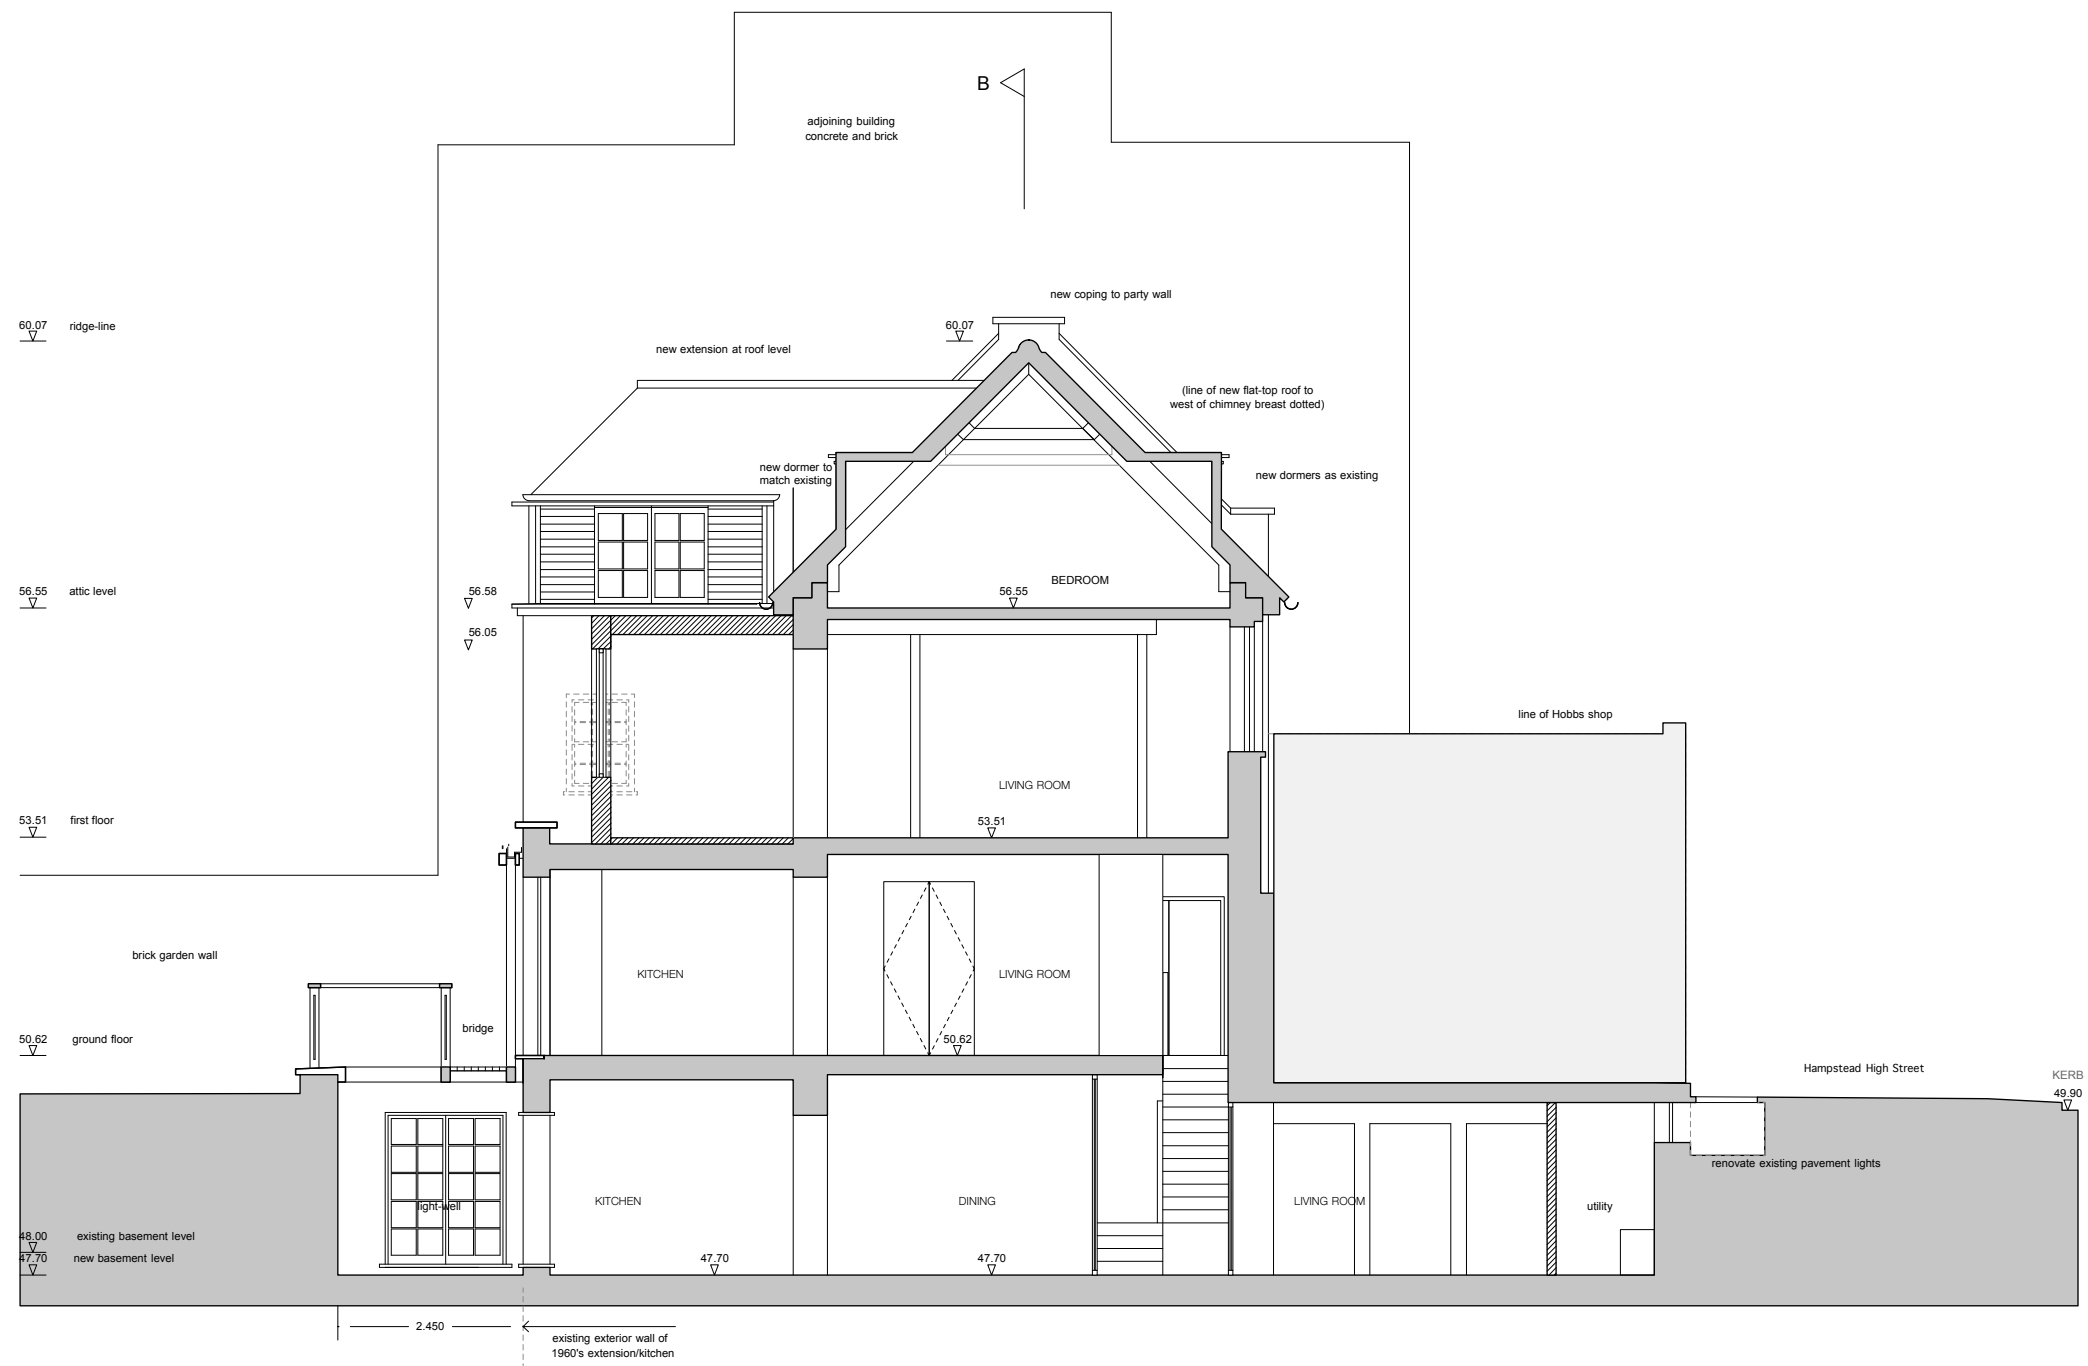 B
adjoining building
concrete and brick
new coping to party wall
60.07 ridge-line
60.07
new extension at roof level
(line of new flat-top roof to
west of chimney breast dotted)
new dormer to
match existing
new dormers as existing
56.55 attic level
56.58
56.55
BEDROOM
56.05
line of Hobbs shop
LIVING ROOM
53.51 first floor
53.51
brick garden wall
KITCHEN
LIVING ROOM
bridge
50.62 ground floor
50.62
Hampstead High Street
KERB
49.90
renovate existing pavement lights
light-well
KITCHEN
DINING
LIVING ROOM
utility
48.00 existing basement level
47.70 new basement level
47.70
47.70
2.450
existing exterior wall of
1960's extension/kitchen